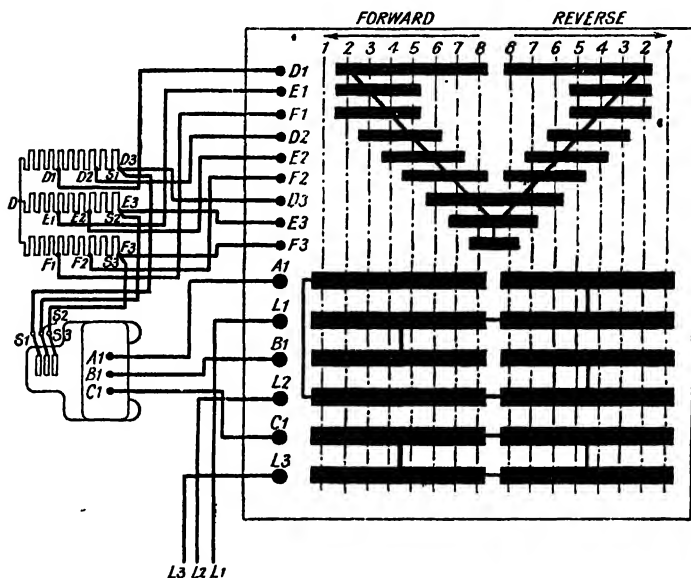 FORWARD REVERSE
1 2 3 4 5 6 7 8 8 7 6 5 4 3 2 1
D1
E1
F1
D2
E2
F2
D3
E3
F3
A1
L1
B1
L2
C1
L3
D3
D1 D2 S1
D E3
E1 E2 S2
F3
F1 F2 S3
S2
S1 S3
A1
B1
C1
L3 L2 L1